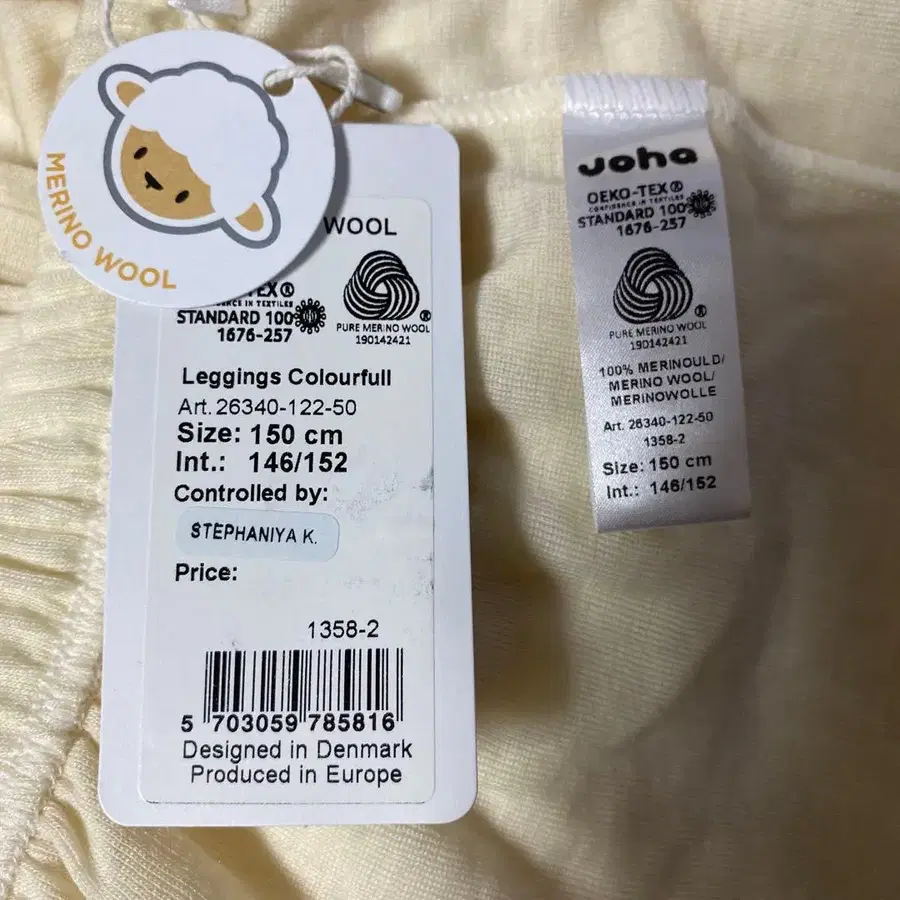 MERINO WOOL
WOOL
-TEX®
STANDARD 100
1676-257
PURE MERINO WOOL
190142421
Leggings Colourfull
Art. 26340-122-50
Size: 150 cm
Int.: 146/152
Controlled by:
STEPHANIYA K.
Price:
1358-2
5 703059 785816
Designed in Denmark
Produced in Europe
Joha
OEKO-TEX®
CONFIDENCE IN TEXTILES
STANDARD 100
1676-257
®
PURE MERINO WOOL
190142421
100% MERINOULD/
MERINO WOOL/
MERINOWOLLE
Art. 26340-122-50
1358-2
Size: 150 cm
Int.: 146/152